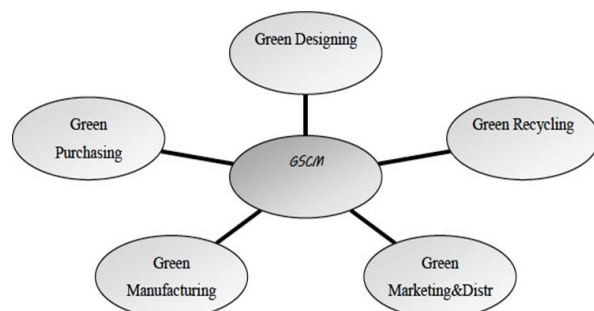 Green Designing
Green
Purchasing
Green Recycling
GSCM
Green
Manufacturing
Green
Marketing&Distr